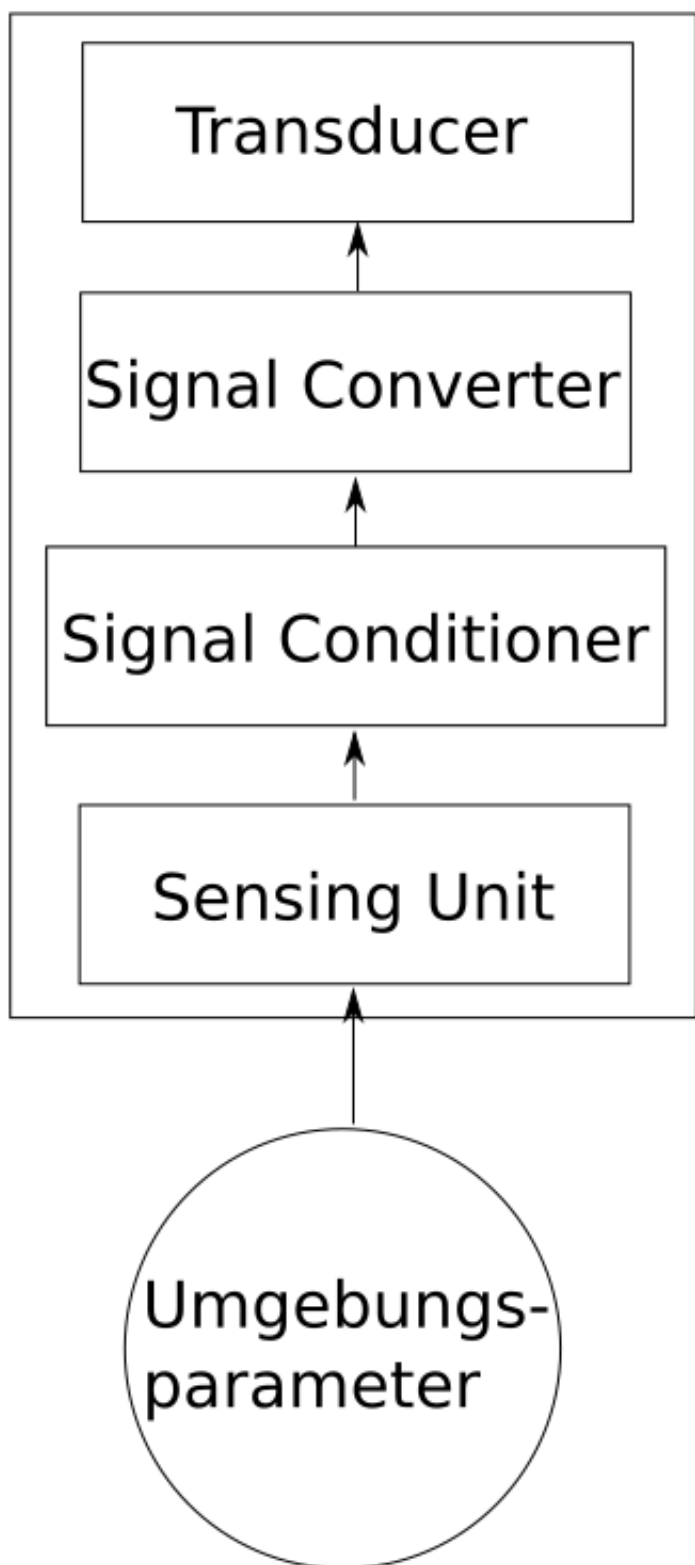 Transducer
Signal Converter
Signal Conditioner
Sensing Unit
Umgebungs-
parameter